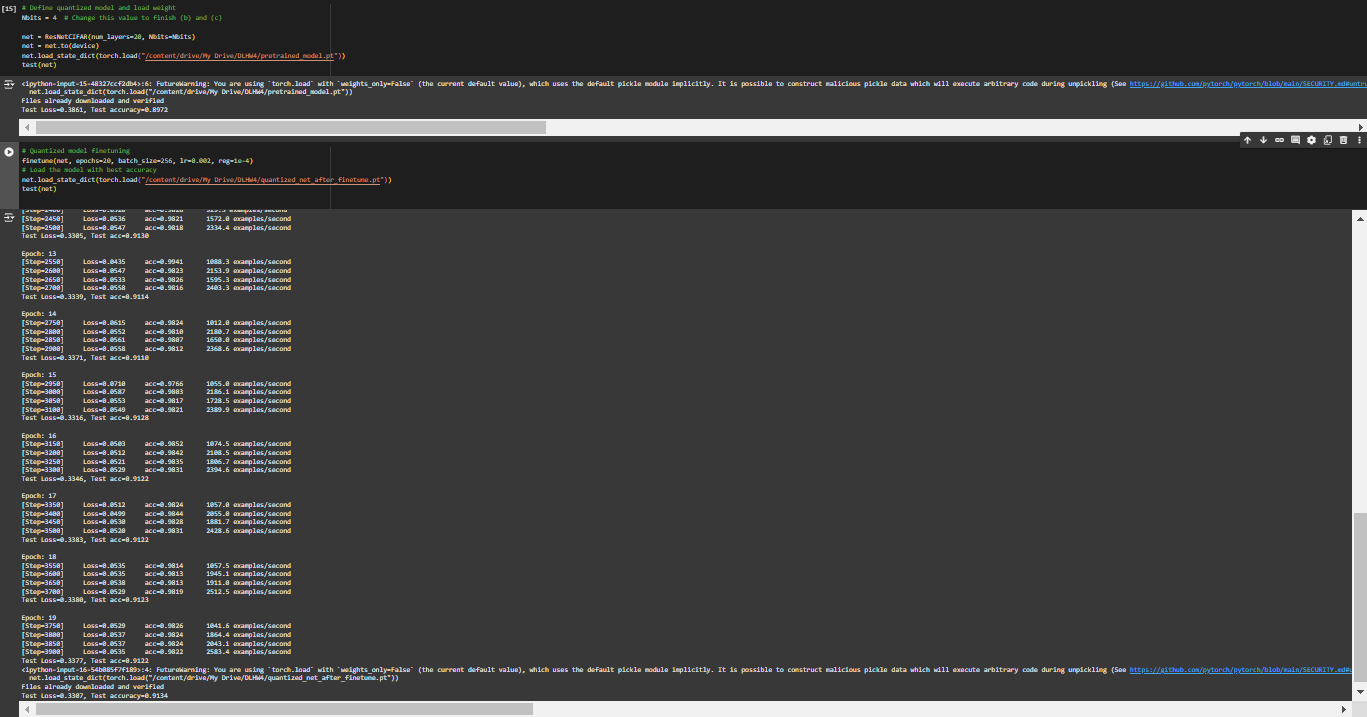 [15] # Define quantized model and load weight
Nbits = 4  # Change this value to finish (b) and (c)
net = ResNetCIFAR(num_layers=20, Nbits=Nbits)
net = net.to(device)
net.load_state_dict(torch.load("/content/drive/My Drive/DLHW4/pretrained_model.pt"))
test(net)
<ipython-input-15-48327ccf2db4>:6: FutureWarning: You are using `torch.load` with `weights_only=False` (the current default value), which uses the default pickle module implicitly. It is possible to construct malicious pickle data which will execute arbitrary code during unpickling (See https://github.com/pytorch/pytorch/blob/main/SECURITY.md#untru
net.load_state_dict(torch.load("/content/drive/My Drive/DLHW4/pretrained_model.pt"))
Files already downloaded and verified
Test Loss=0.3861, Test accuracy=0.8972
# Quantized model finetuning
finetune(net, epochs=20, batch_size=256, lr=0.002, reg=1e-4)
# Load the model with best accuracy
net.load_state_dict(torch.load("/content/drive/My Drive/DLHW4/quantized_net_after_finetune.pt"))
test(net)
[Step=2450] Loss=0.0536 acc=0.9821 1572.0 examples/second
[Step=2500] Loss=0.0547 acc=0.9818 2334.4 examples/second
Test Loss=0.3305, Test acc=0.9130
Epoch: 13
[Step=2550] Loss=0.0435 acc=0.9941 1088.3 examples/second
[Step=2600] Loss=0.0547 acc=0.9823 2153.9 examples/second
[Step=2650] Loss=0.0533 acc=0.9826 1595.3 examples/second
[Step=2700] Loss=0.0558 acc=0.9816 2403.3 examples/second
Test Loss=0.3339, Test acc=0.9114
Epoch: 14
[Step=2750] Loss=0.0615 acc=0.9824 1012.0 examples/second
[Step=2800] Loss=0.0552 acc=0.9810 2180.7 examples/second
[Step=2850] Loss=0.0561 acc=0.9807 1650.0 examples/second
[Step=2900] Loss=0.0558 acc=0.9812 2368.6 examples/second
Test Loss=0.3371, Test acc=0.9110
Epoch: 15
[Step=2950] Loss=0.0710 acc=0.9766 1055.0 examples/second
[Step=3000] Loss=0.0587 acc=0.9803 2186.1 examples/second
[Step=3050] Loss=0.0553 acc=0.9817 1728.5 examples/second
[Step=3100] Loss=0.0549 acc=0.9821 2389.9 examples/second
Test Loss=0.3316, Test acc=0.9128
Epoch: 16
[Step=3150] Loss=0.0503 acc=0.9852 1074.5 examples/second
[Step=3200] Loss=0.0512 acc=0.9842 2108.5 examples/second
[Step=3250] Loss=0.0521 acc=0.9835 1806.7 examples/second
[Step=3300] Loss=0.0529 acc=0.9831 2394.6 examples/second
Test Loss=0.3346, Test acc=0.9122
Epoch: 17
[Step=3350] Loss=0.0512 acc=0.9824 1057.0 examples/second
[Step=3400] Loss=0.0499 acc=0.9844 2055.0 examples/second
[Step=3450] Loss=0.0530 acc=0.9828 1881.7 examples/second
[Step=3500] Loss=0.0520 acc=0.9831 2428.6 examples/second
Test Loss=0.3383, Test acc=0.9122
Epoch: 18
[Step=3550] Loss=0.0535 acc=0.9814 1057.5 examples/second
[Step=3600] Loss=0.0535 acc=0.9813 1945.1 examples/second
[Step=3650] Loss=0.0538 acc=0.9813 1911.0 examples/second
[Step=3700] Loss=0.0529 acc=0.9819 2512.5 examples/second
Test Loss=0.3380, Test acc=0.9123
Epoch: 19
[Step=3750] Loss=0.0529 acc=0.9826 1041.6 examples/second
[Step=3800] Loss=0.0537 acc=0.9824 1864.4 examples/second
[Step=3850] Loss=0.0537 acc=0.9824 2043.1 examples/second
[Step=3900] Loss=0.0535 acc=0.9822 2583.4 examples/second
Test Loss=0.3377, Test acc=0.9122
<ipython-input-16-54b085f7f189>:4: FutureWarning: You are using `torch.load` with `weights_only=False` (the current default value), which uses the default pickle module implicitly. It is possible to construct malicious pickle data which will execute arbitrary code during unpickling (See https://github.com/pytorch/pytorch/blob/main/SECURITY.md#u
net.load_state_dict(torch.load("/content/drive/My Drive/DLHW4/quantized_net_after_finetune.pt"))
Files already downloaded and verified
Test Loss=0.3307, Test accuracy=0.9134